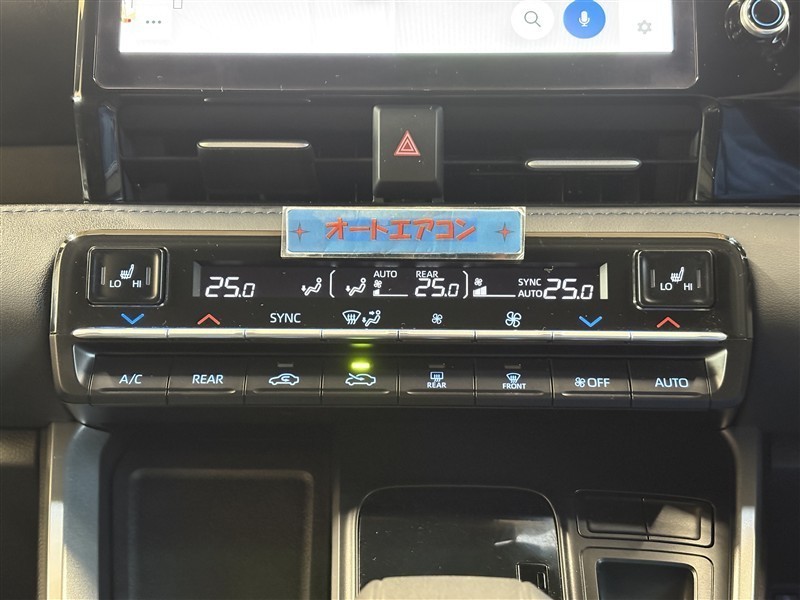 オートエアコン
LO HI
25.0 AUTO REAR 25.0 SYNC AUTO 25.0
LO HI
SYNC
A/C REAR REAR FRONT OFF AUTO